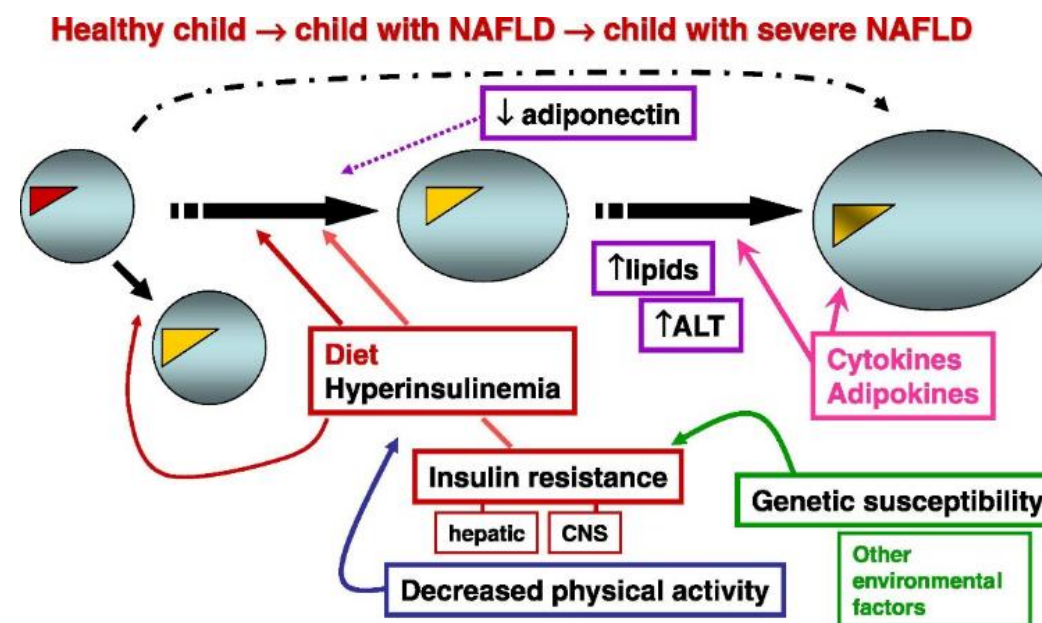 Healthy child → child with NAFLD → child with severe NAFLD
↓ adiponectin
↑lipids
↑ALT
Diet
Hyperinsulinemia
Cytokines
Adipokines
Insulin resistance
hepatic
CNS
Genetic susceptibility
Decreased physical activity
Other
environmental
factors